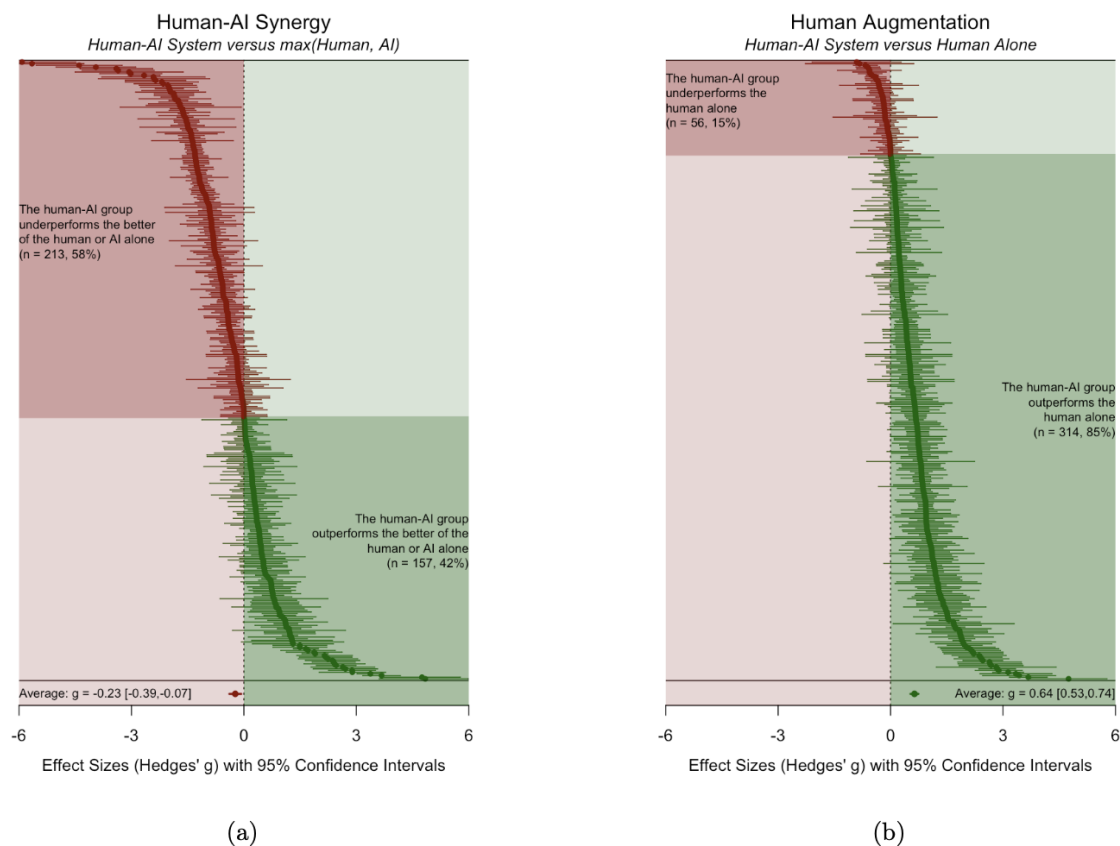 Human-AI Synergy
Human-AI System versus max(Human, AI)
The human-AI group
underperforms the better
of the human or AI alone
(n = 213, 58%)
The human-AI group
outperforms the better of the
human or AI alone
(n = 157, 42%)
Average: g = -0.23 [-0.39,-0.07]
-6 -3 0 3 6
Effect Sizes (Hedges' g) with 95% Confidence Intervals
(a)
Human Augmentation
Human-AI System versus Human Alone
The human-AI group
underperforms the
human alone
(n = 56, 15%)
The human-AI group
outperforms the
human alone
(n = 314, 85%)
Average: g = 0.64 [0.53,0.74]
-6 -3 0 3 6
Effect Sizes (Hedges' g) with 95% Confidence Intervals
(b)